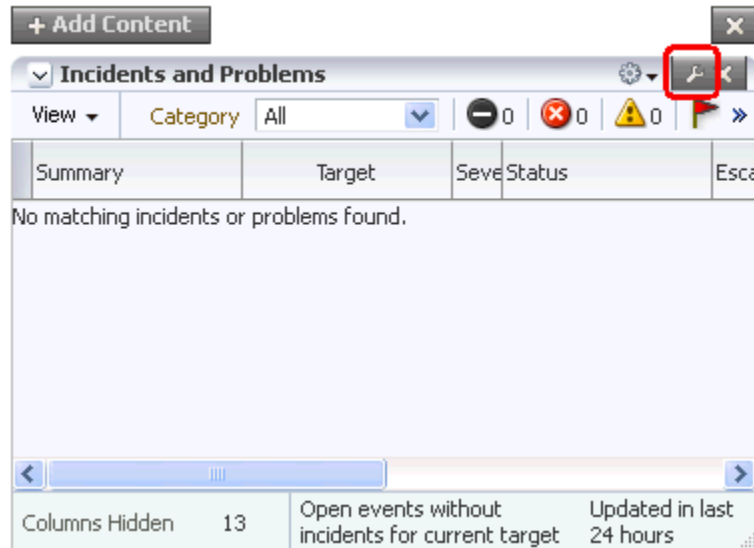 + Add Content
Incidents and Problems
View Category All 0 0 0 »
Summary Target Seve Status Esca
No matching incidents or problems found.
Columns Hidden 13 Open events without incidents for current target Updated in last 24 hours